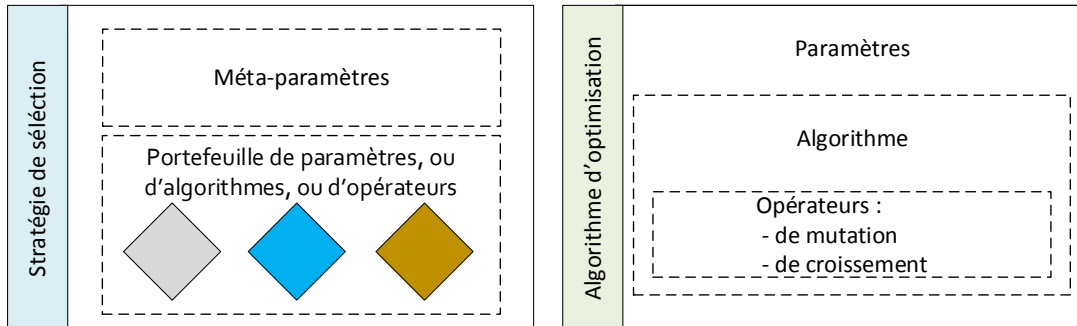 Stratégie de séléction
Méta-paramètres
Portefeuille de paramètres, ou
d'algorithmes, ou d'opérateurs
Algorithme d'optimisation
Paramètres
Algorithme
Opérateurs :
- de mutation
- de croissement